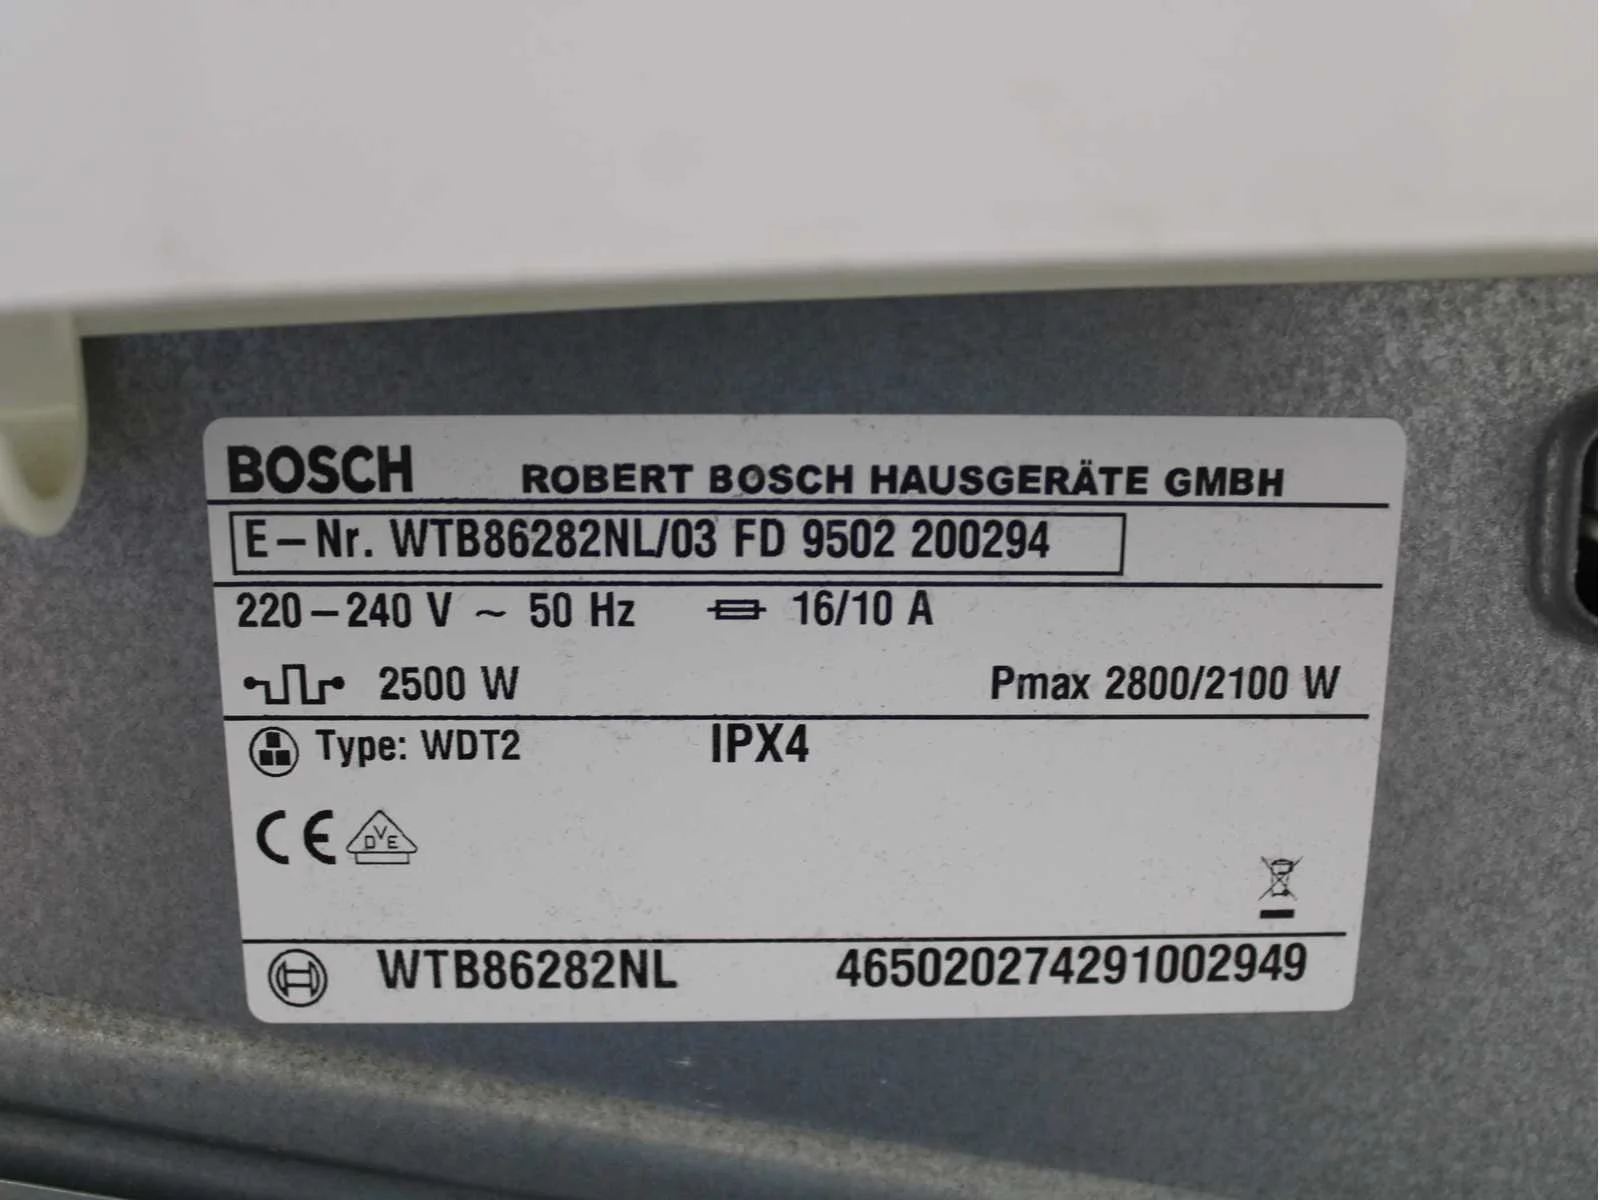 BOSCH ROBERT BOSCH HAUSGERÄTE GMBH
E-Nr. WTB86282NL/03 FD 9502 200294
220-240 V ~ 50 Hz 16/10 A
2500 W Pmax 2800/2100 W
Type: WDT2 IPX4
CE DVE
WTB86282NL 465020274291002949